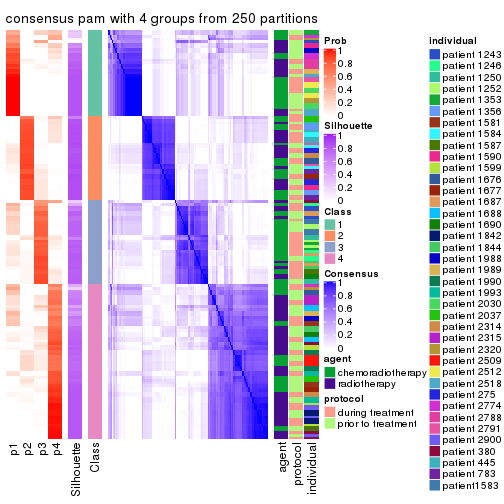 consensus pam with 4 groups from 250 partitions
p1
p2
p3
p4
Silhouette
Class
agent
protocol
individual
Prob
1
0.8
0.6
0.4
0.2
0
Silhouette
1
0.8
0.6
0.4
0.2
0
Class
1
2
3
4
Consensus
1
0.8
0.6
0.4
0.2
0
agent
chemoradiotherapy
radiotherapy
protocol
during treatment
prior to treatment
individual
patient 1243
patient 1246
patient 1250
patient 1252
patient 1353
patient 1356
patient 1581
patient 1584
patient 1587
patient 1590
patient 1599
patient 1676
patient 1677
patient 1687
patient 1688
patient 1690
patient 1842
patient 1844
patient 1988
patient 1989
patient 1990
patient 1993
patient 2030
patient 2037
patient 2314
patient 2315
patient 2320
patient 2509
patient 2512
patient 2518
patient 275
patient 2774
patient 2788
patient 2791
patient 2900
patient 380
patient 445
patient 783
patient1583